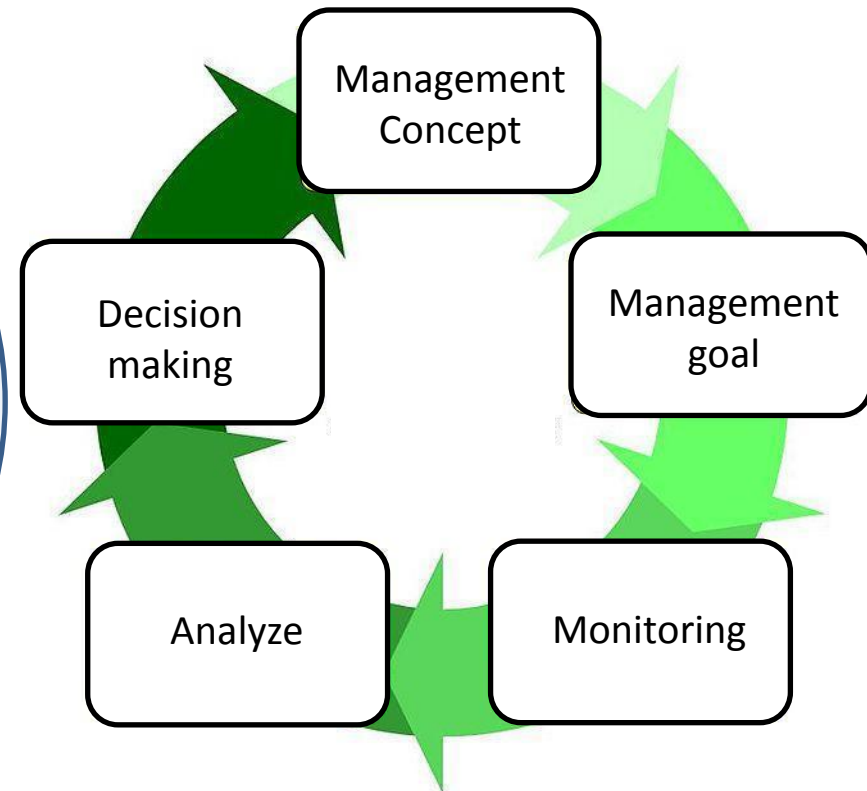 Management
Concept
Management
goal
Monitoring
Analyze
Decision
making